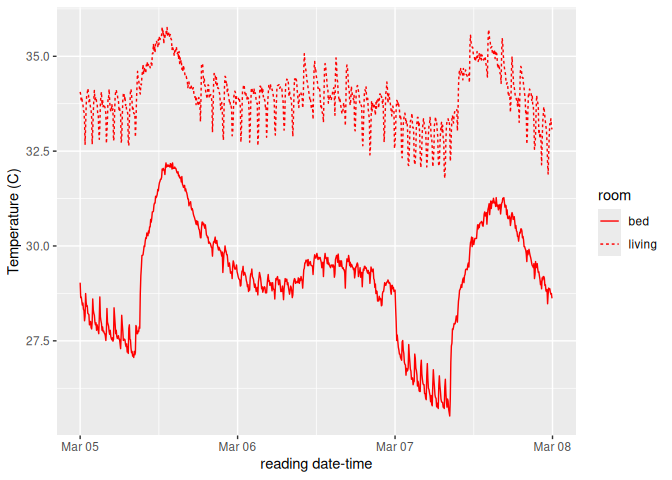 35.0
32.5
30.0
27.5
Temperature (C)
Mar 05
Mar 06
Mar 07
Mar 08
reading date-time
room
bed
living